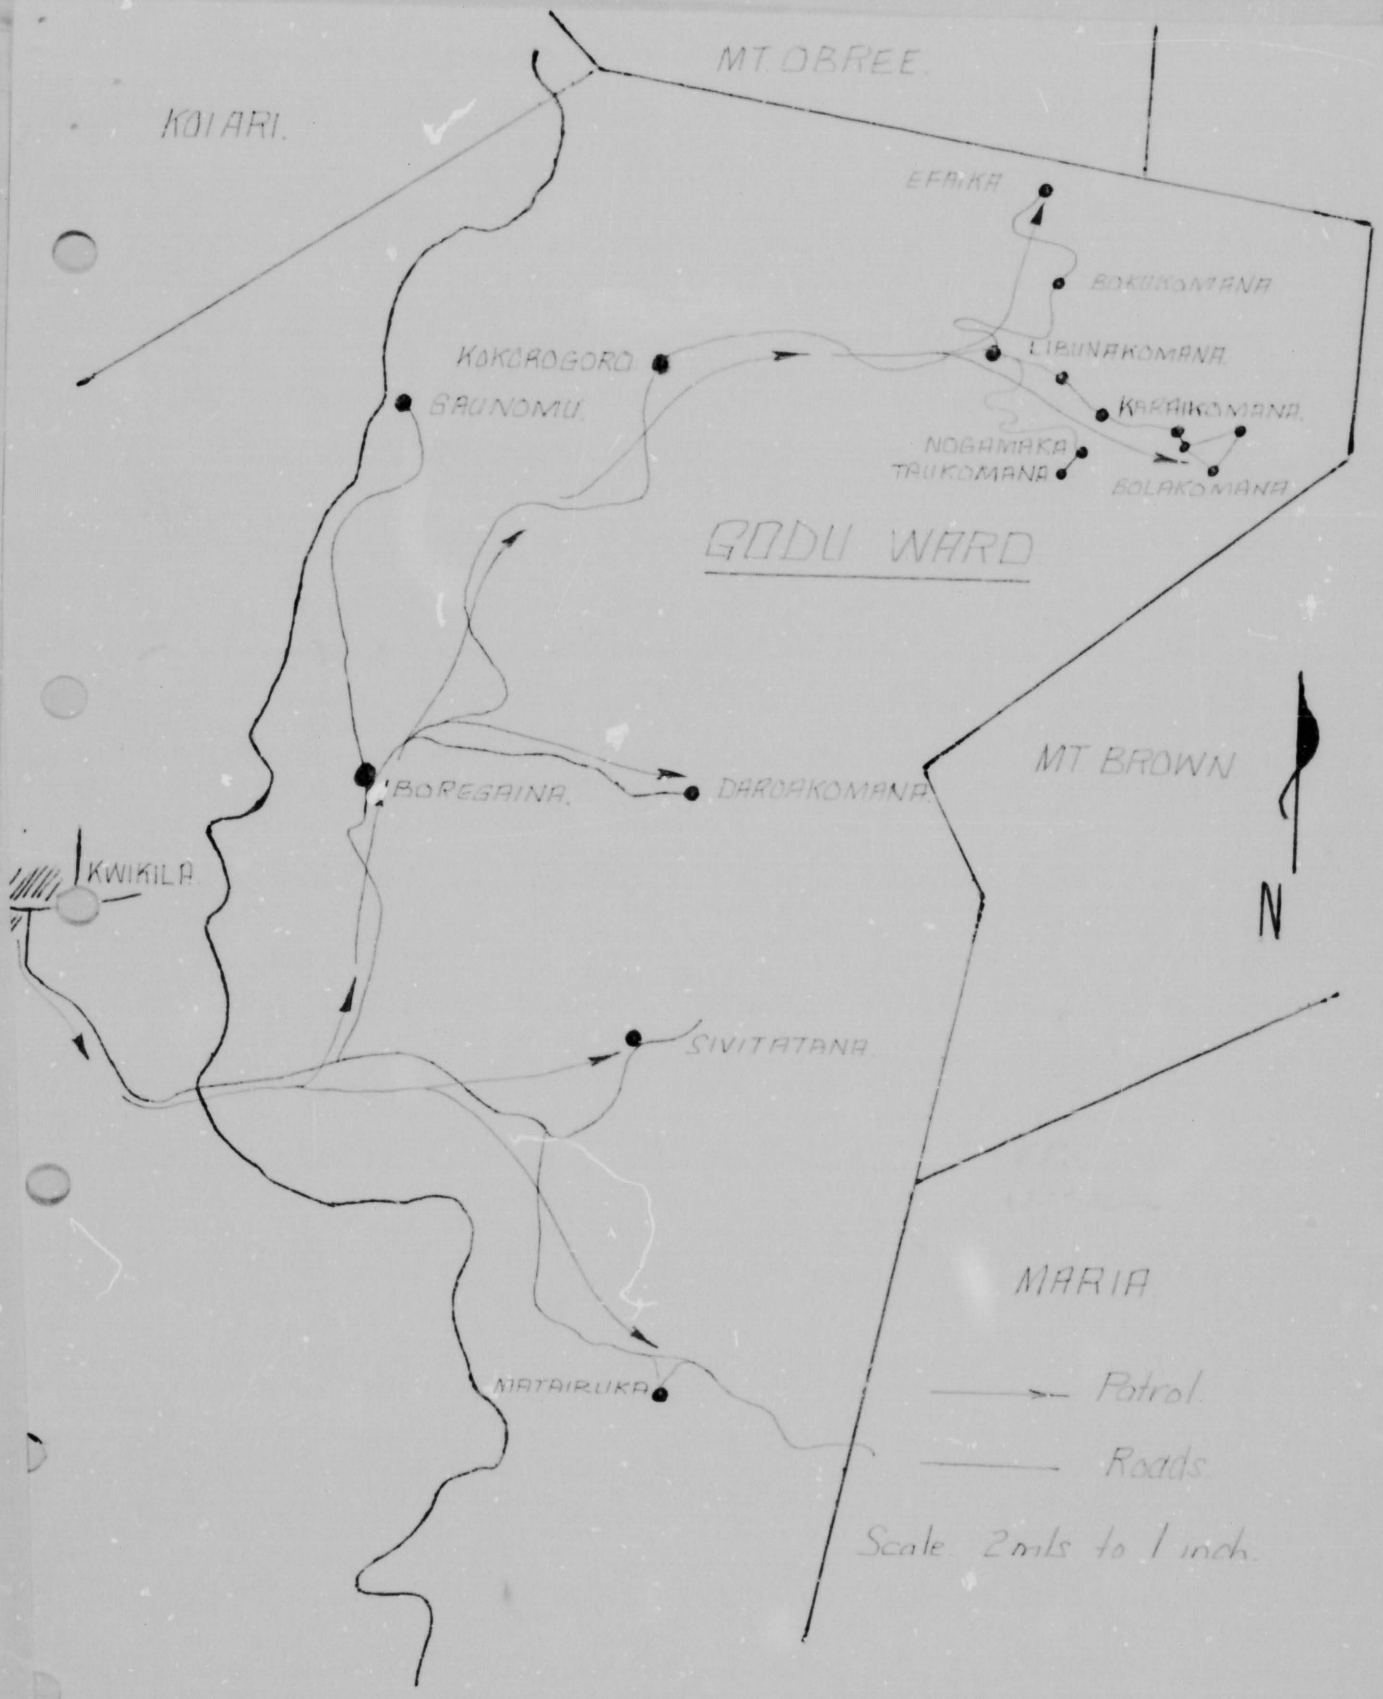 MT. OBREE.
KOIARI.
EFAIKA
BOKUKOMANA
KOKOROGORO.
LIBUNAKOMANA.
GAUNOMU.
KARAIKOMANA.
NOGAMAKA
TAUKOMANA
BOLAKOMANA
GODU WARD
MT. BROWN
BOREGAINA.
DAROAKOMANA.
KWIKILA.
N
SIVITATANA
MARIA
MATAIRUKA
Patrol.
Roads.
Scale. 2mls to 1 inch.